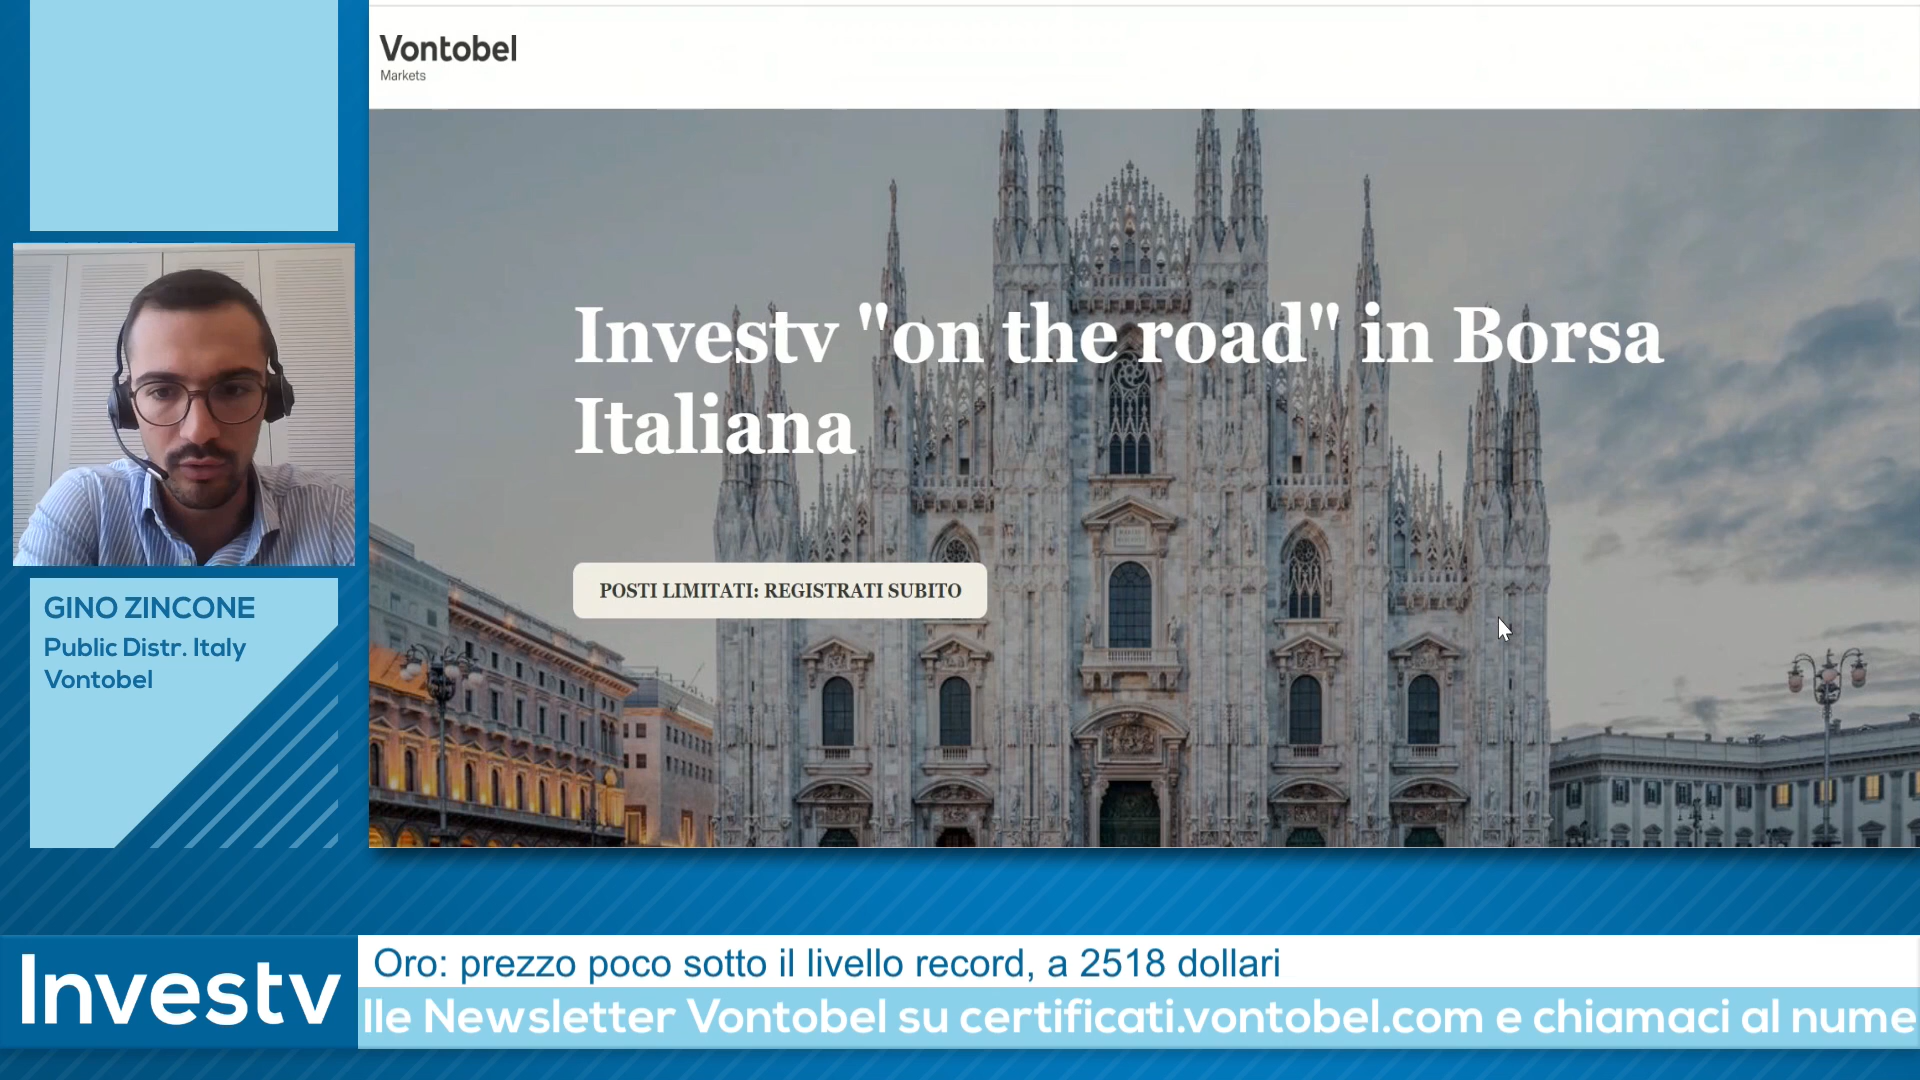 Vontobel
Markets
Investv "on the road" in Borsa
Italiana
POSTI LIMITATI: REGISTRATI SUBITO
GINO ZINCONE
Public Distr. Italy
Vontobel
Investv
Oro: prezzo poco sotto il livello record, a 2518 dollari
lle Newsletter Vontobel su certificati.vontobel.com e chiamaci al nume